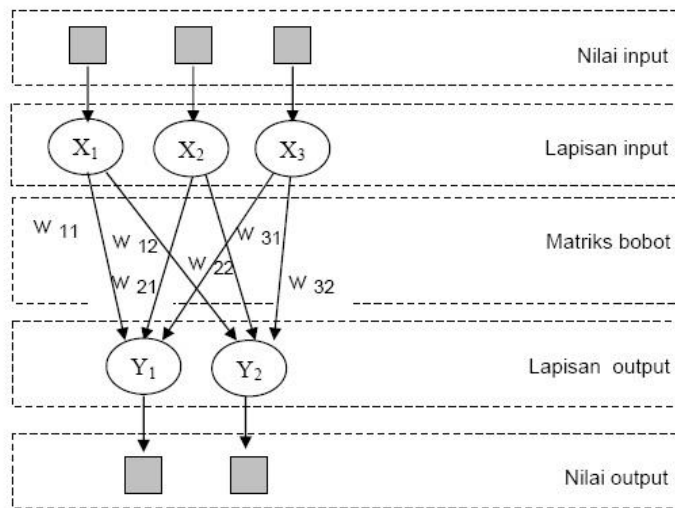 Nilai input
X1 X2 X3 Lapisan input
W 11 W 12 W 31 Matriks bobot
W 21 W 22 W 32
Y1 Y2 Lapisan output
Nilai output